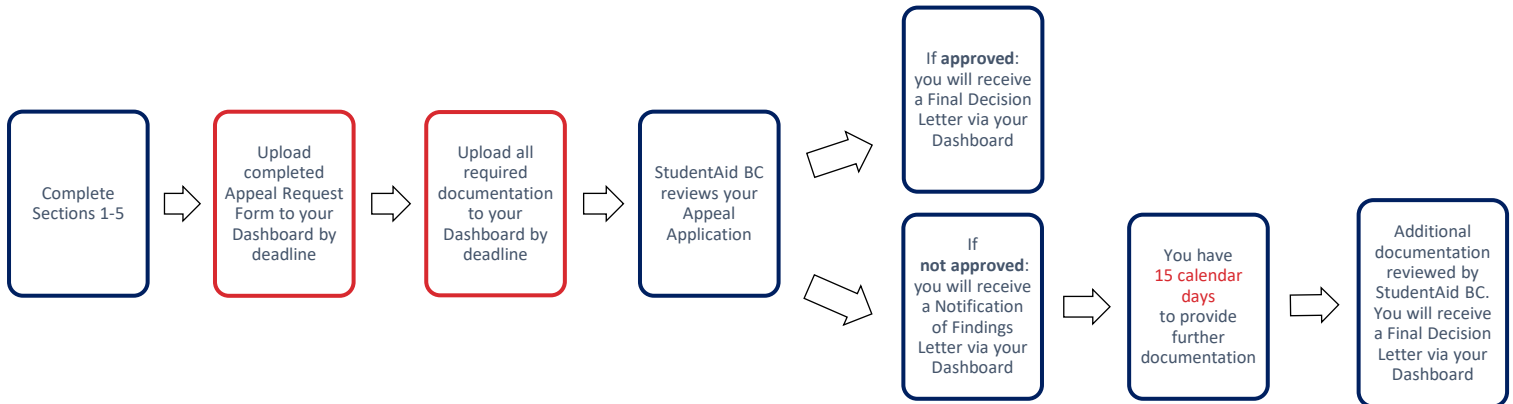 Complete
Sections 1-5
Upload
completed
Appeal Request
Form to your
Dashboard by
deadline
Upload all
required
documentation
to your
Dashboard by
deadline
StudentAid BC
reviews your
Appeal
Application
If approved:
you will receive
a Final Decision
Letter via your
Dashboard
If
not approved:
you will receive
a Notification
of Findings
Letter via your
Dashboard
You have
15 calendar
days
to provide
further
documentation
Additional
documentation
reviewed by
StudentAid BC.
You will receive
a Final Decision
Letter via your
Dashboard